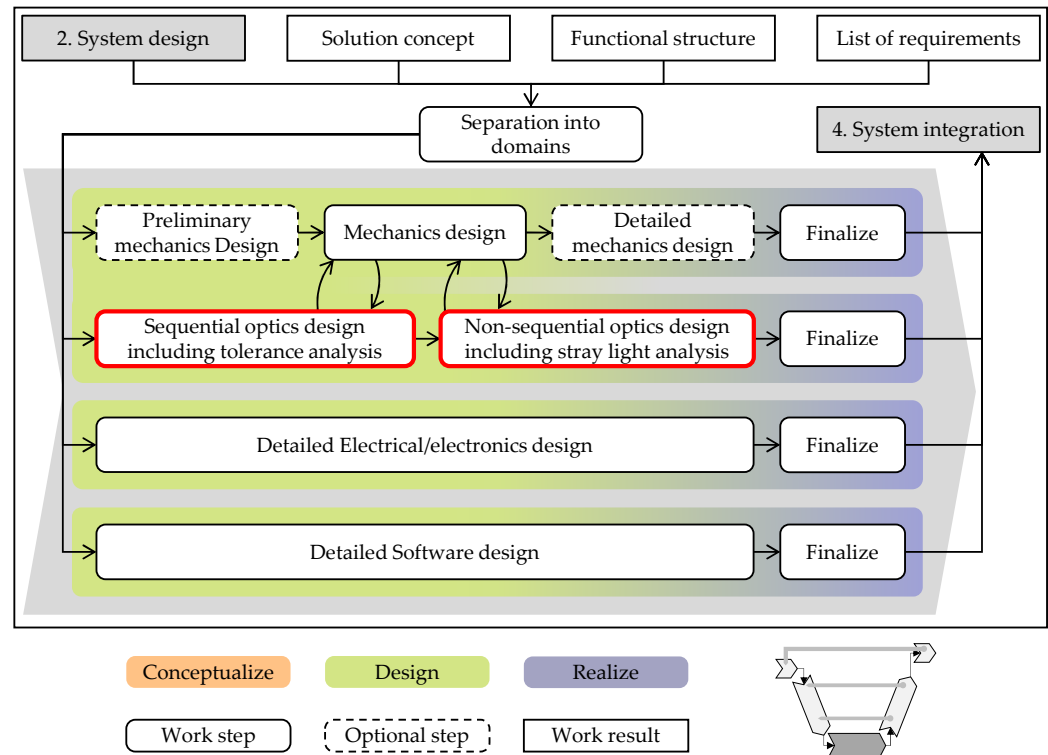 2. System design
Solution concept
Functional structure
List of requirements
Separation into
domains
4. System integration
Preliminary
mechanics Design
Mechanics design
Detailed
mechanics design
Finalize
Sequential optics design
including tolerance analysis
Non-sequential optics design
including stray light analysis
Finalize
Detailed Electrical/electronics design
Finalize
Detailed Software design
Finalize
Conceptualize
Design
Realize
Work step
Optional step
Work result